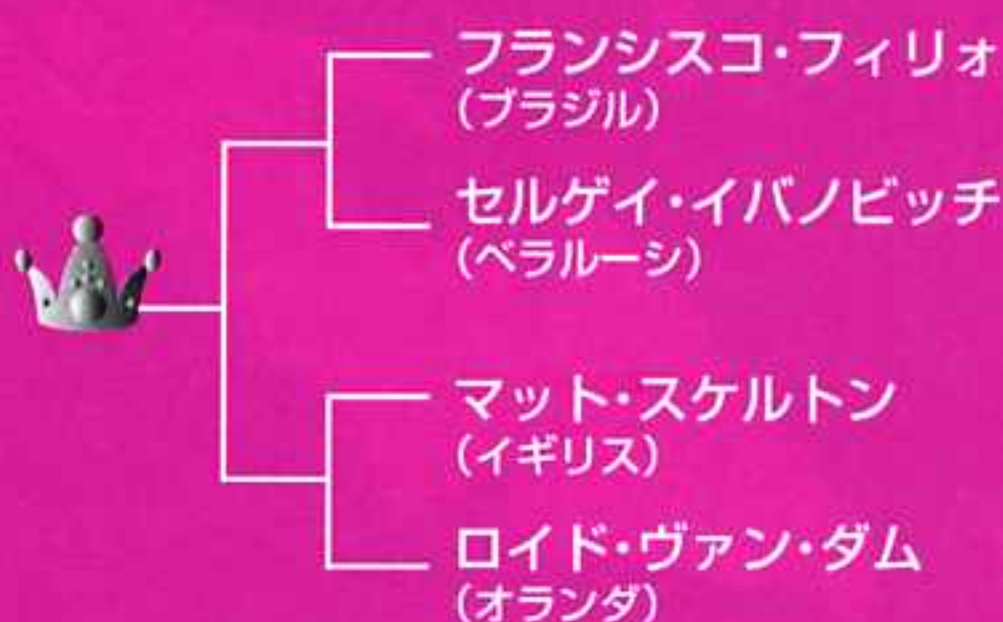 フランシスコ・フィリォ
（ブラジル）
セルゲイ・イバノビッチ
（ベラルーシ）
マット・スケルトン
（イギリス）
ロイド・ヴァン・ダム
（オランダ）